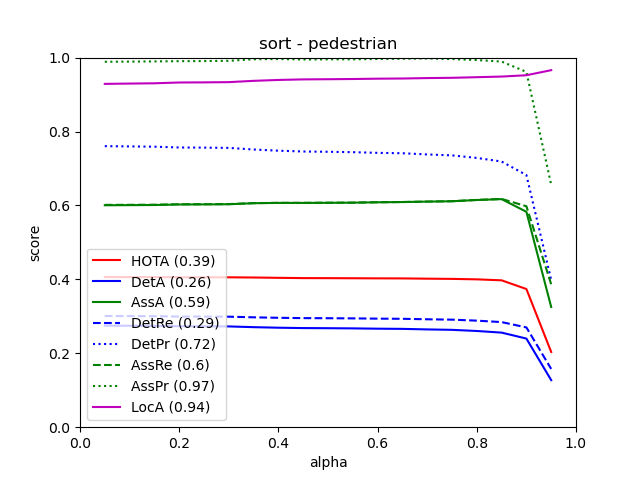 sort - pedestrian
score
1.0
0.8
0.6
0.4
0.2
0.0
HOTA (0.39)
DetA (0.26)
AssA (0.59)
DetRe (0.29)
DetPr (0.72)
AssRe (0.6)
AssPr (0.97)
LocA (0.94)
0.0 0.2 0.4 0.6 0.8 1.0
alpha